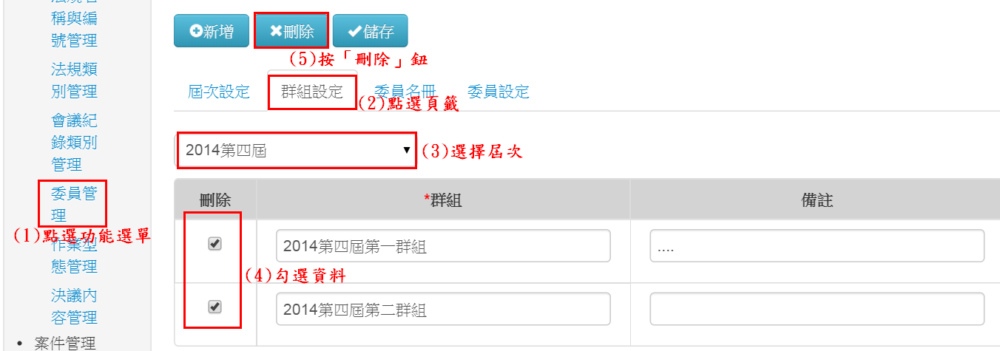 稱與編
號管理
法規類
別管理
會議紀
錄類別
管理
委員管
理
(1)點選功能選單
作業型
態管理
決議內
容管理
案件管理
新增
刪除
儲存
(5)按「刪除」鈕
屆次設定
群組設定
委員名冊
委員設定
(2)點選頁籤
2014第四屆
(3)選擇屆次
刪除
*群組
備註
2014第四屆第一群組
....
(4)勾選資料
2014第四屆第二群組